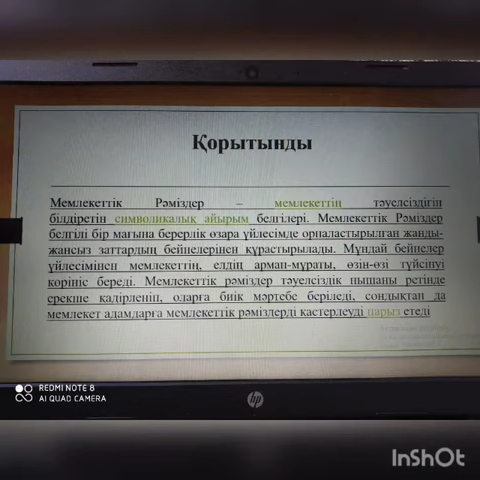 Қорытынды
Мемлекеттік Рәміздер – мемлекеттің тәуелсіздігін
білдіретін символикалық айырым белгілері. Мемлекеттік Рәміздер
белгілі бір мағына берерлік өзара үйлесімде орналастырылған жанды-
жансыз заттардың бейнелерінен құрастырылады. Мұндай бейнелер
үйлесімінен мемлекеттің, елдің арман-мұраты, өзін-өзі түйсінуі
көрініс береді. Мемлекеттік рәміздер тәуелсіздік нышаны ретінде
ерекше қадірленіп, оларға биік мәртебе беріледі, сондықтан да
мемлекет адамдарға мемлекеттік рәміздерді қастерлеуді парыз етеді
REDMI NOTE 8
AI QUAD CAMERA
hp
InShOt